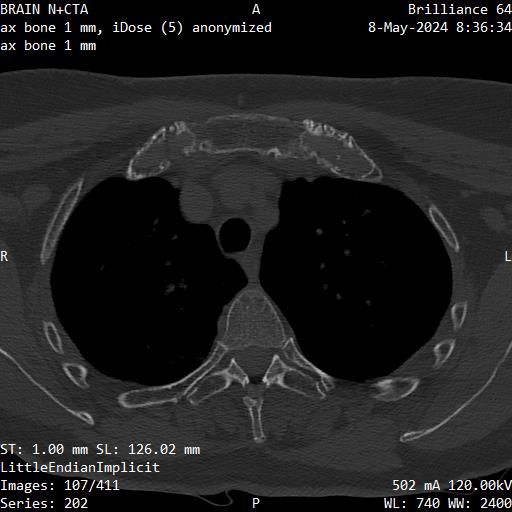 BRAIN N+CTA
ax bone 1 mm, iDose (5) anonymized
ax bone 1 mm
A
Brilliance 64
8-May-2024 8:36:34
R
L
ST: 1.00 mm SL: 126.02 mm
LittleEndianImplicit
Images: 107/411
Series: 202
P
502 mA 120.00kV
WL: 740 WW: 2400